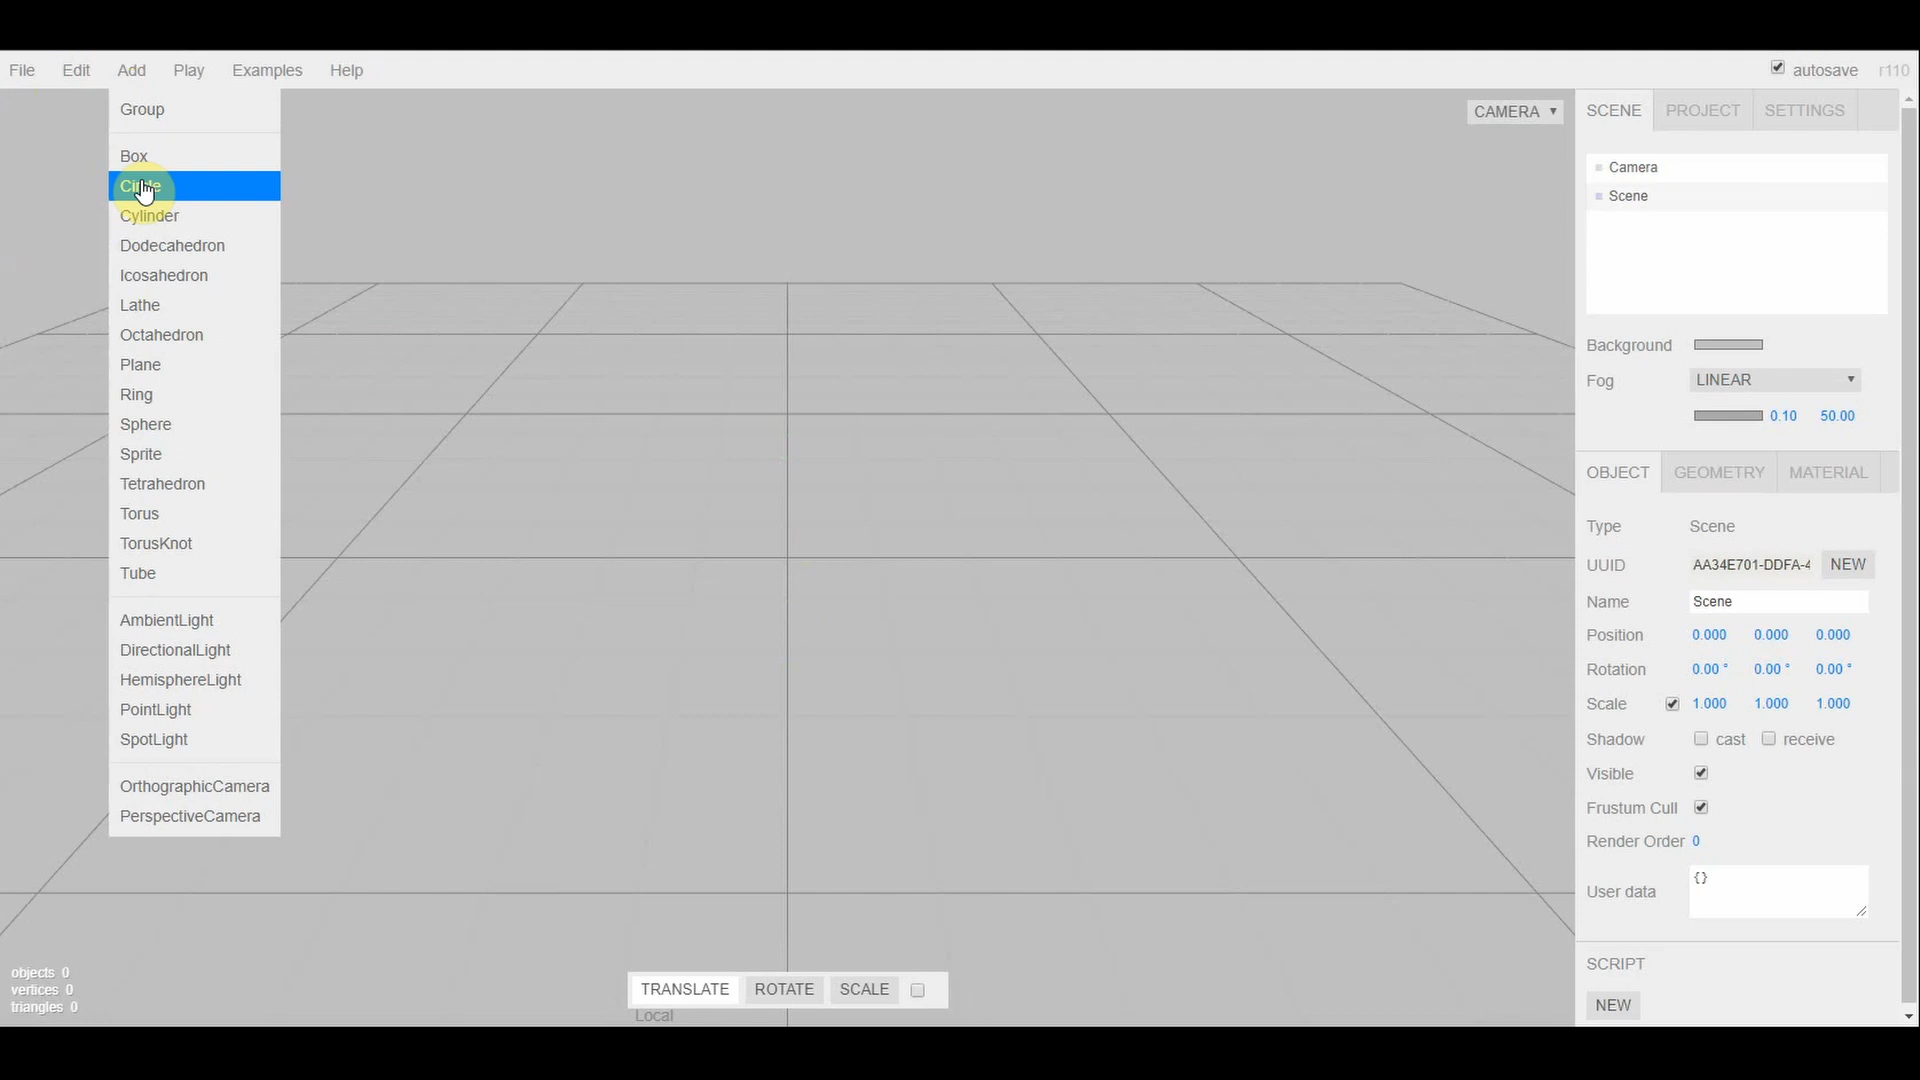 File Edit Add Play Examples Help autosave r110
Group
Box
Circle
Cylinder
Dodecahedron
Icosahedron
Lathe
Octahedron
Plane
Ring
Sphere
Sprite
Tetrahedron
Torus
TorusKnot
Tube
AmbientLight
DirectionalLight
HemisphereLight
PointLight
SpotLight
OrthographicCamera
PerspectiveCamera
CAMERA
objects 0
vertices 0
triangles 0
TRANSLATE ROTATE SCALE
Local
SCENE PROJECT SETTINGS
Camera
Scene
Background
Fog LINEAR
0.10 50.00
OBJECT GEOMETRY MATERIAL
Type Scene
UUID AA34E701-DDFA-4 NEW
Name Scene
Position 0.000 0.000 0.000
Rotation 0.00 ° 0.00 ° 0.00 °
Scale 1.000 1.000 1.000
Shadow cast receive
Visible
Frustum Cull
Render Order 0
User data {}
SCRIPT
NEW